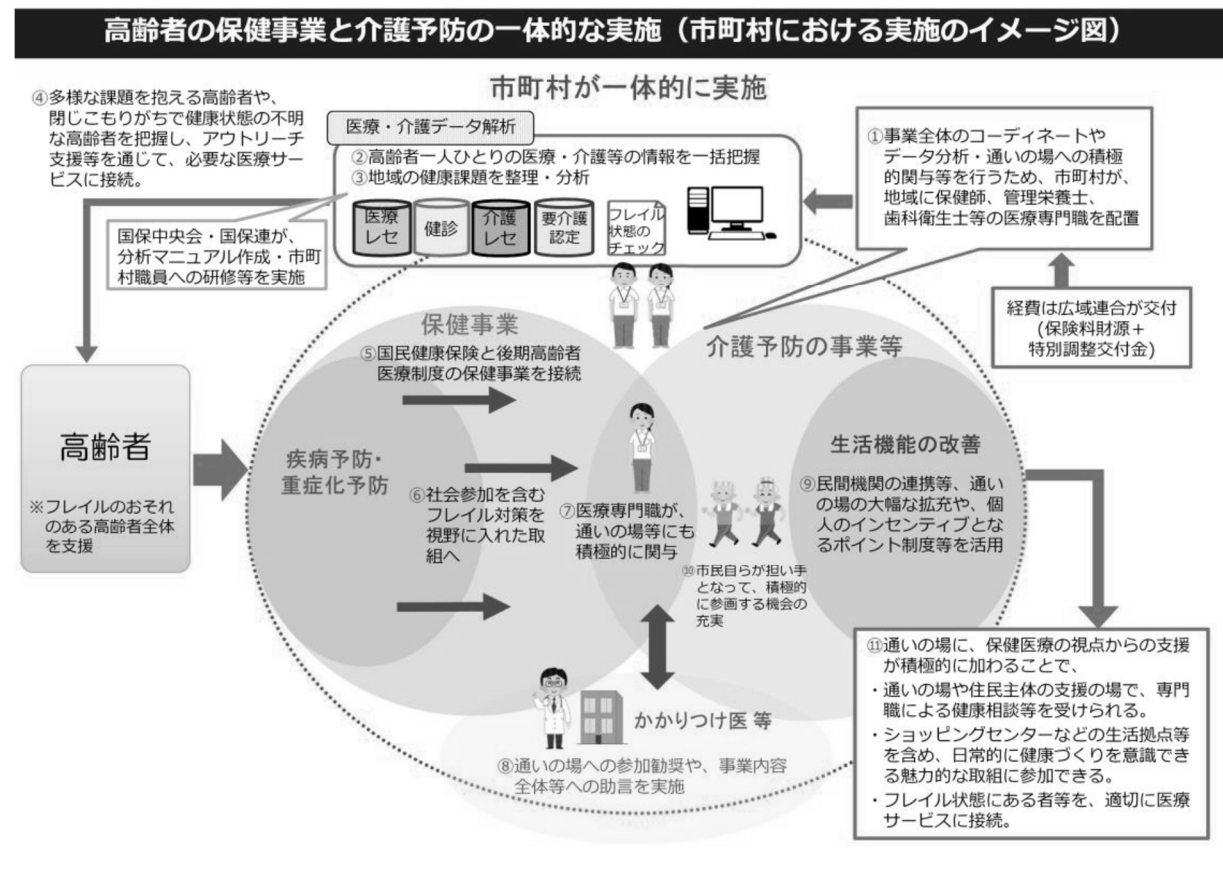 高齢者の保健事業と介護予防の一体的な実施（市町村における実施のイメージ図）
市町村が一体的に実施
④多様な課題を抱える高齢者や、
閉じこもりがちで健康状態の不明
な高齢者を把握し、アウトリーチ
支援等を通じて、必要な医療サー
ビスに接続。
医療・介護データ解析
②高齢者一人ひとりの医療・介護等の情報を一括把握
③地域の健康課題を整理・分析
医療
レセ
健診
介護
レセ
要介護
認定
フレイル
状態の
チェック
①事業全体のコーディネートや
データ分析・通いの場への積極
的関与等を行うため、市町村が、
地域に保健師、管理栄養士、
歯科衛生士等の医療専門職を配置
国保中央会・国保連が、
分析マニュアル作成・市町
村職員への研修等を実施
経費は広域連合が交付
(保険料財源＋
特別調整交付金)
保健事業
⑤国民健康保険と後期高齢者
医療制度の保健事業を接続
介護予防の事業等
高齢者
※フレイルのおそれ
のある高齢者全体
を支援
疾病予防・
重症化予防
⑥社会参加を含む
フレイル対策を
視野に入れた取
組へ
⑦医療専門職が、
通いの場等にも
積極的に関与
生活機能の改善
⑨民間機関の連携等、通い
の場の大幅な拡充や、個
人のインセンティブとな
るポイント制度等を活用
⑩市民自らが担い手
となって、積極的
に参画する機会の
充実
かかりつけ医 等
⑧通いの場への参加勧奨や、事業内容
全体等への助言を実施
⑪通いの場に、保健医療の視点からの支援
が積極的に加わることで、
・通いの場や住民主体の支援の場で、専門
職による健康相談等を受けられる。
・ショッピングセンターなどの生活拠点等
を含め、日常的に健康づくりを意識でき
る魅力的な取組に参加できる。
・フレイル状態にある者等を、適切に医療
サービスに接続。